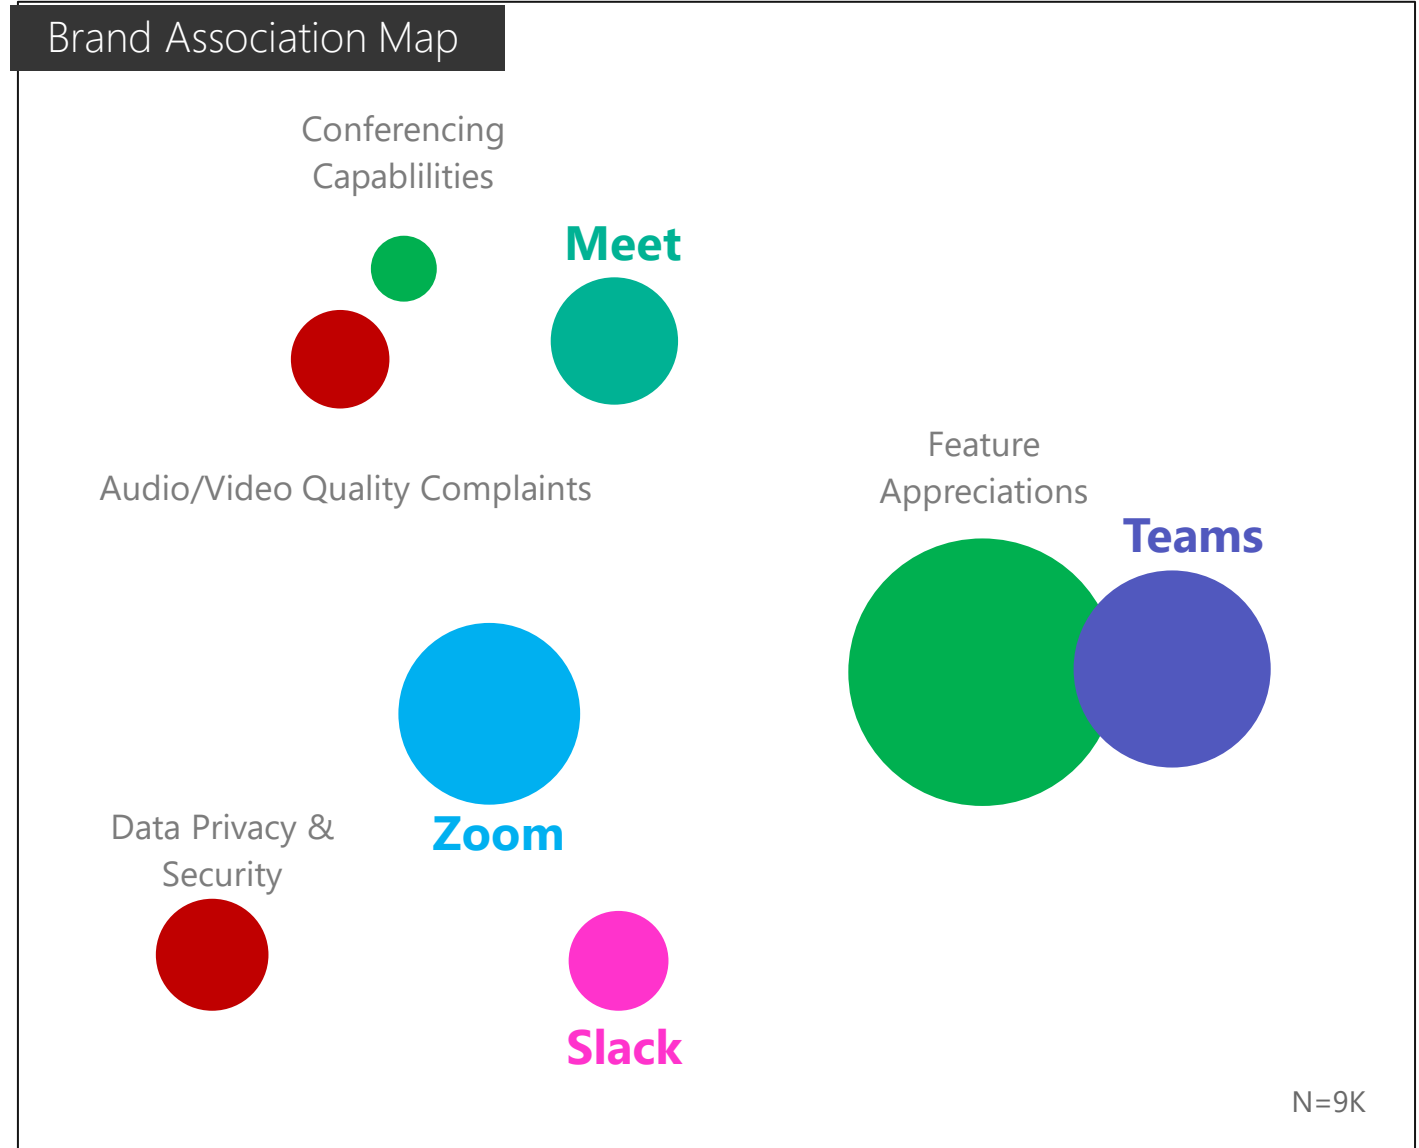 Brand Association Map
Conferencing
Capablilities
Meet
Audio/Video Quality Complaints
Feature
Appreciations
Teams
Data Privacy &
Security
Zoom
Slack
N=9K